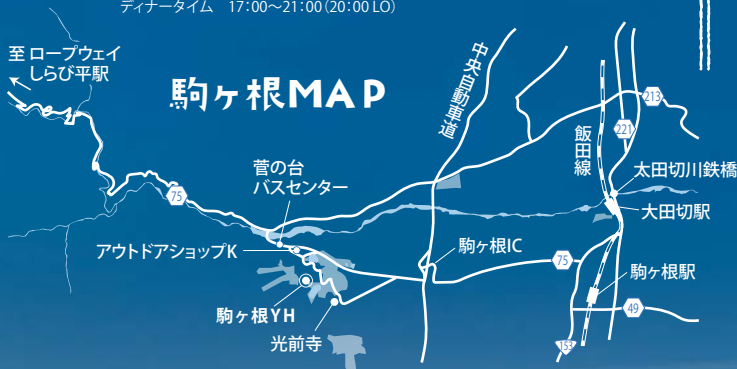 ディナータイム 17:00〜21:00(20:00 LO)
至 ロープウェイ
しらび平駅
駒ヶ根MAP
中央自動車道
213
飯田線
221
太田切川鉄橋
菅の台
バスセンター
75
大田切駅
アウトドアショップK
駒ヶ根IC
75
駒ヶ根駅
駒ヶ根YH
49
光前寺
153